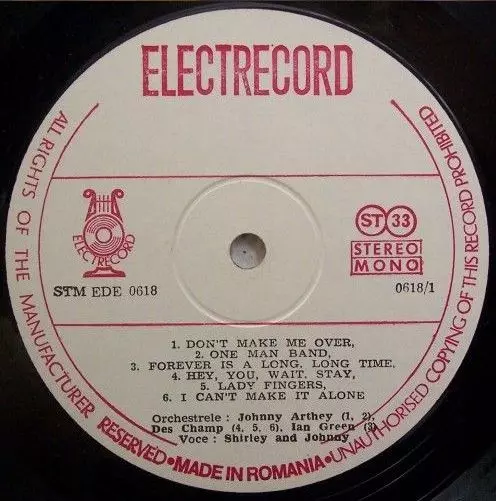 ELECTRECORD
ALL RIGHTS OF THE MANUFACTURER RESERVED • MADE IN ROMANIA • UNAUTHORISED COPYING OF THIS RECORD PROHIBITED
ELECTRECORD
ST 33
STEREO
MONO
STM EDE 0618
0618/1
1. DON'T MAKE ME OVER,
2. ONE MAN BAND,
3. FOREVER IS A LONG, LONG TIME,
4. HEY, YOU, WAIT, STAY,
5. LADY FINGERS,
6. I CAN'T MAKE IT ALONE
Orchestrele : Johnny Arthey (1, 2),
Des Champ (4, 5, 6), Ian Green (3)
Voce : Shirley and Johnny